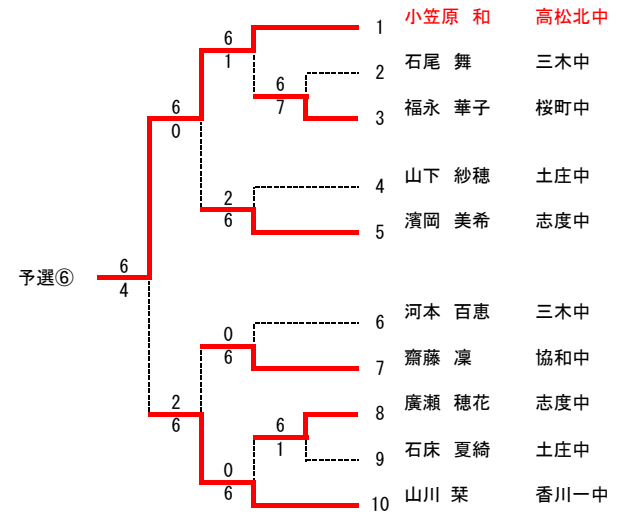 1 小笠原 和 高松北中
6
1
2 石尾 舞 三木中
6
7
3 福永 華子 桜町中
6
0
4 山下 紗穂 土庄中
2
6
5 濱岡 美希 志度中
予選⑥
6
4
6 河本 百恵 三木中
0
6
7 齋藤 凜 協和中
8 廣瀬 穂花 志度中
2
6
6
1
9 石床 夏綺 土庄中
0
6
10 山川 栞 香川一中